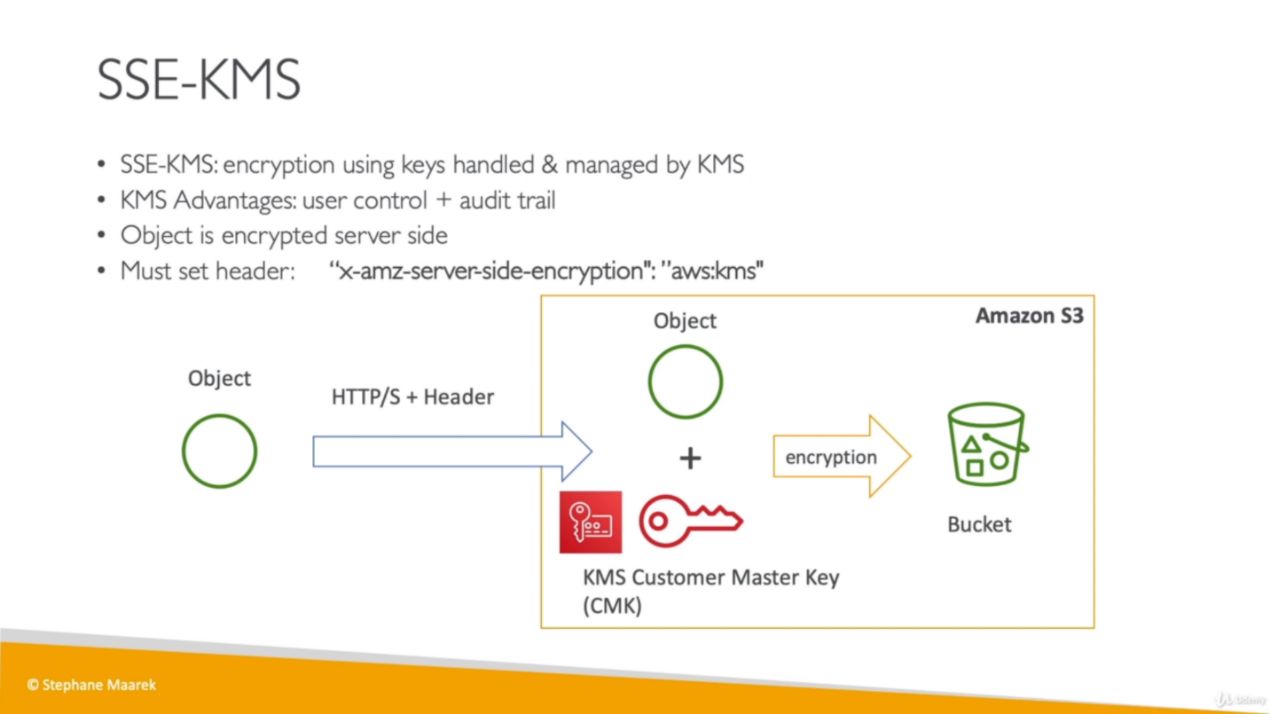 SSE-KMS
• SSE-KMS: encryption using keys handled & managed by KMS
• KMS Advantages: user control + audit trail
• Object is encrypted server side
• Must set header: “x-amz-server-side-encryption": ”aws:kms"
Amazon S3
Object
Object
HTTP/S + Header
+
encryption
Bucket
KMS Customer Master Key
(CMK)
© Stephane Maarek
Udemy